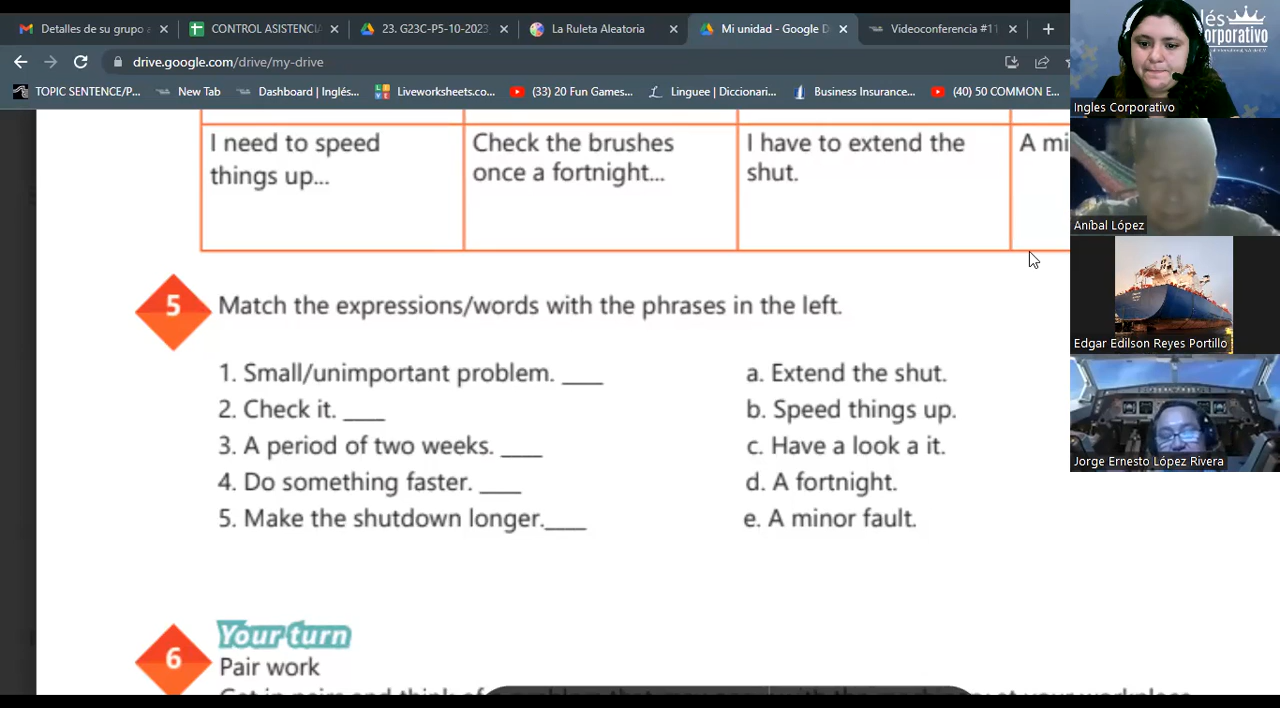 Detalles de su grupo a
CONTROL ASISTENCI
23. G23C-P5-10-2023
La Ruleta Aleatoria
Mi unidad - Google D
Videoconferencia #11
drive.google.com/drive/my-drive
TOPIC SENTENCE/P...
New Tab
Dashboard | Inglés...
Liveworksheets.co...
(33) 20 Fun Games...
Linguee | Diccionari...
Business Insurance...
(40) 50 COMMON E...
I need to speed
things up...
Check the brushes
once a fortnight...
I have to extend the
shut.
A mi
5
Match the expressions/words with the phrases in the left.
1. Small/unimportant problem. ____
2. Check it. ____
3. A period of two weeks. ____
4. Do something faster. ____
5. Make the shutdown longer.____
a. Extend the shut.
b. Speed things up.
c. Have a look a it.
d. A fortnight.
e. A minor fault.
6
Your turn
Pair work
lés
orporativo
Ingles Corporativo
Aníbal López
Edgar Edilson Reyes Portillo
Jorge Ernesto López Rivera